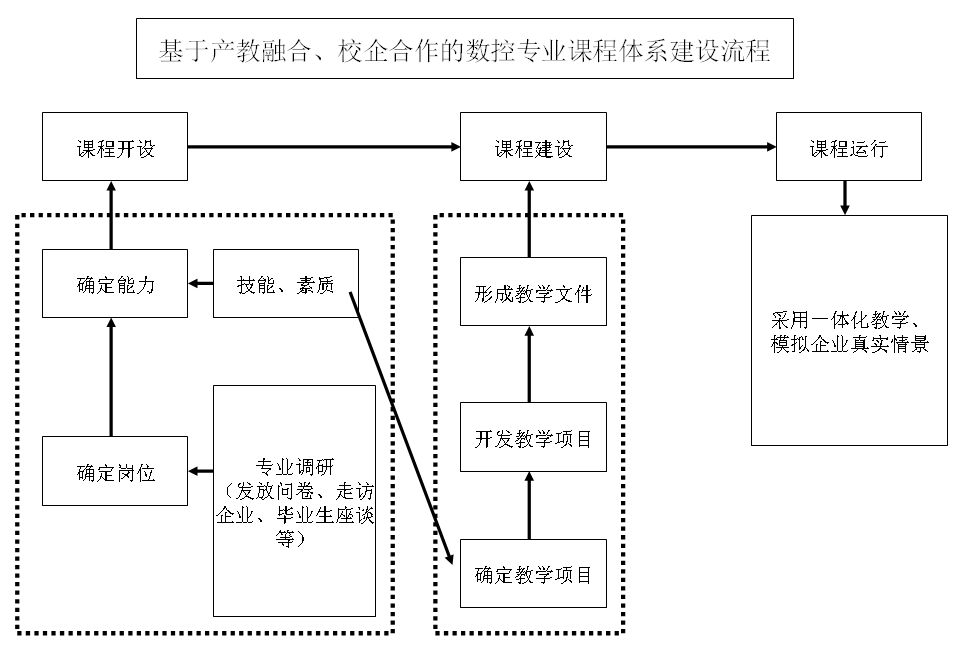 基于产教融合、校企合作的数控专业课程体系建设流程
课程开设
课程建设
课程运行
确定能力
技能、素质
形成教学文件
采用一体化教学、
模拟企业真实情景
开发教学项目
确定岗位
专业调研
（发放问卷、走访
企业、毕业生座谈
等）
确定教学项目